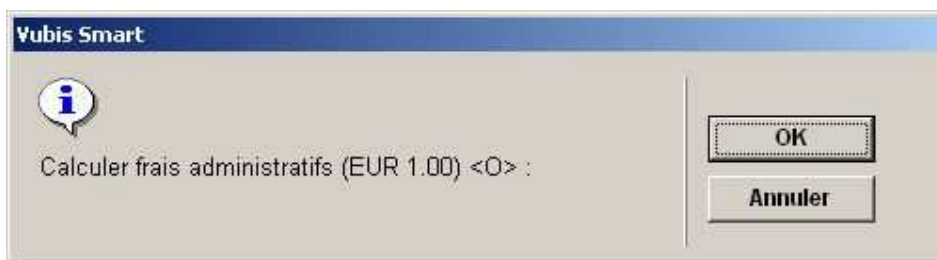 Vubis Smart
Calculer frais administratifs (EUR 1.00) <O> :
OK
Annuler